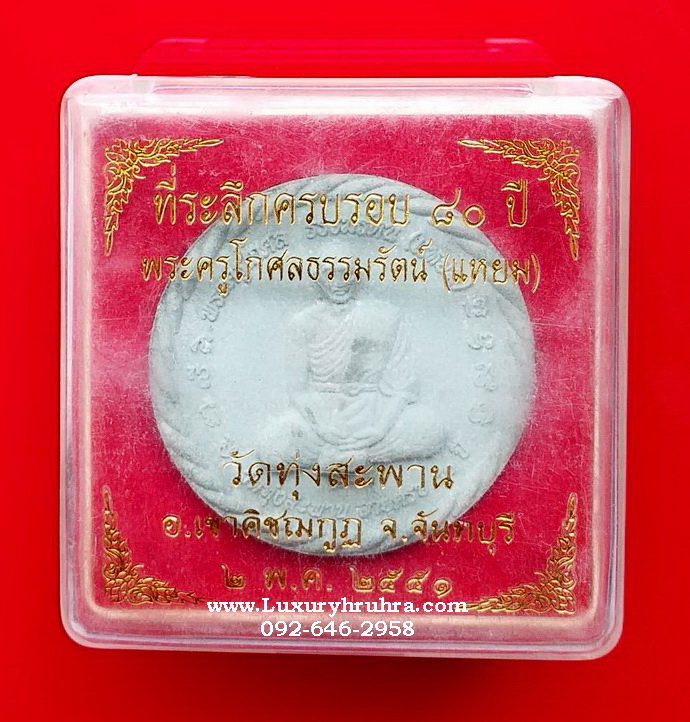 ที่ระลึกครบรอบ ๘๐ ปี
พระครูโกศลธรรมรัตน์ (แหยม)
วัดทุ่งสะพาน
อ.เขาคิชฌกูฏ จ.จันทบุรี
๒ พ.ค. ๒๕๕๑
www.Luxuryhruhra.com
092-646-2958